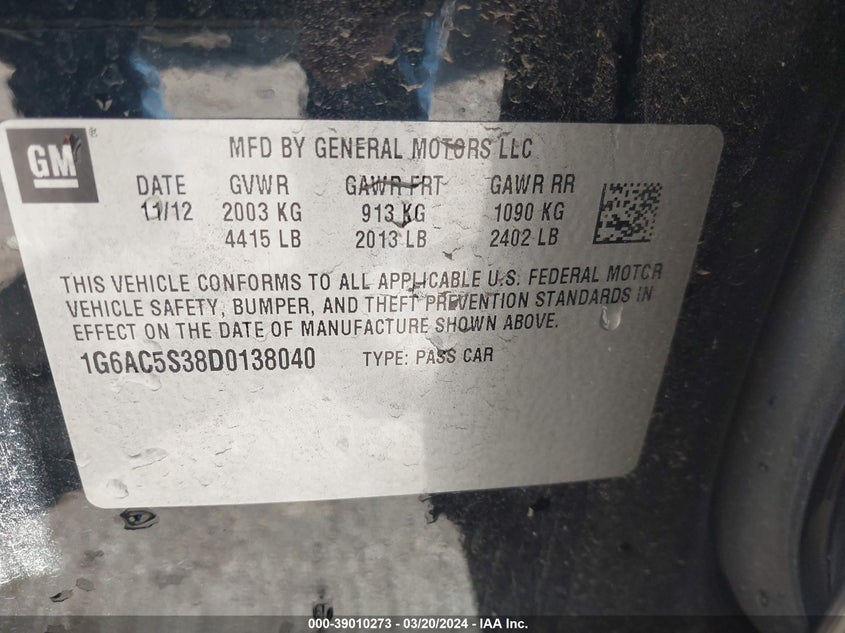 GM®
MFD BY GENERAL MOTORS LLC
DATE GVWR GAWR FRT GAWR RR
11/12 2003 KG 913 KG 1090 KG
4415 LB 2013 LB 2402 LB
THIS VEHICLE CONFORMS TO ALL APPLICABLE U.S. FEDERAL MOTOR
VEHICLE SAFETY, BUMPER, AND THEFT PREVENTION STANDARDS IN
EFFECT ON THE DATE OF MANUFACTURE SHOWN ABOVE.
1G6AC5S38D0138040 TYPE: PASS CAR
000-39010273 - 03/20/2024 - IAA Inc.